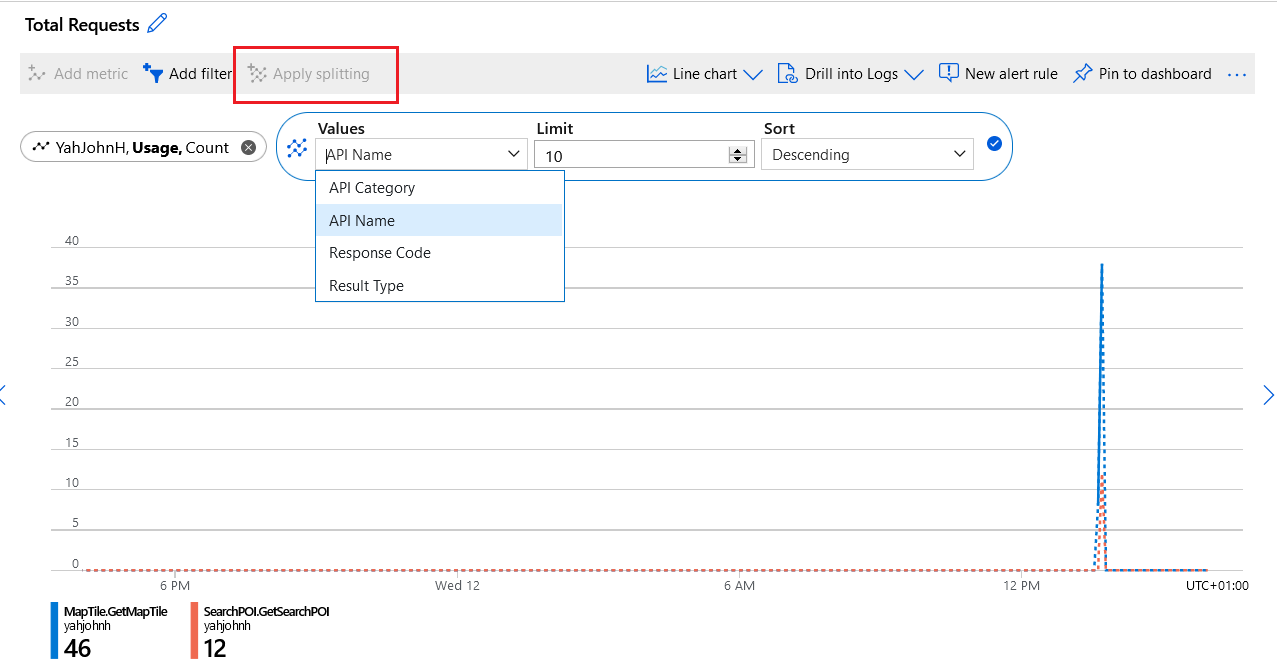 Total Requests
Add metric Add filter Apply splitting Line chart Drill into Logs New alert rule Pin to dashboard ...
Values Limit Sort
YahJohnH, Usage, Count API Name 10 Descending
API Category
API Name
Response Code
Result Type
40
35
30
25
20
15
10
5
0
6 PM Wed 12 6 AM 12 PM UTC+01:00
MapTile.GetMapTile SearchPOI.GetSearchPOI
yahjohnh yahjohnh
46 12